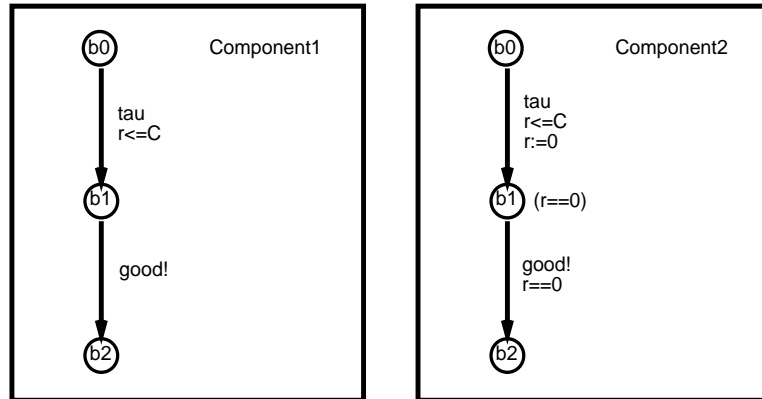 Component1
b0
tau
r<=C
b1
good!
b2
Component2
b0
tau
r<=C
r:=0
b1
(r==0)
good!
r==0
b2